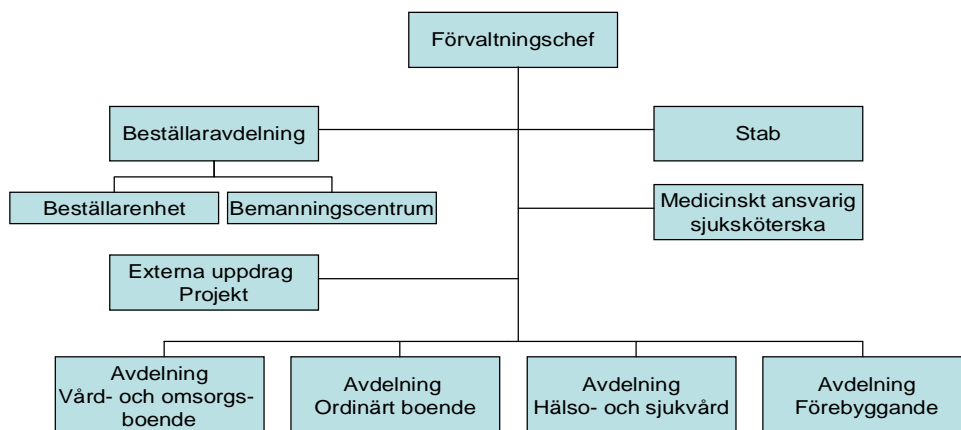 Förvaltningschef
Beställaravdelning
Stab
Beställarenhet
Bemanningscentrum
Medicinskt ansvarig
sjuksköterska
Externa uppdrag
Projekt
Avdelning
Vård- och omsorgs-
boende
Avdelning
Ordinärt boende
Avdelning
Hälso- och sjukvård
Avdelning
Förebyggande